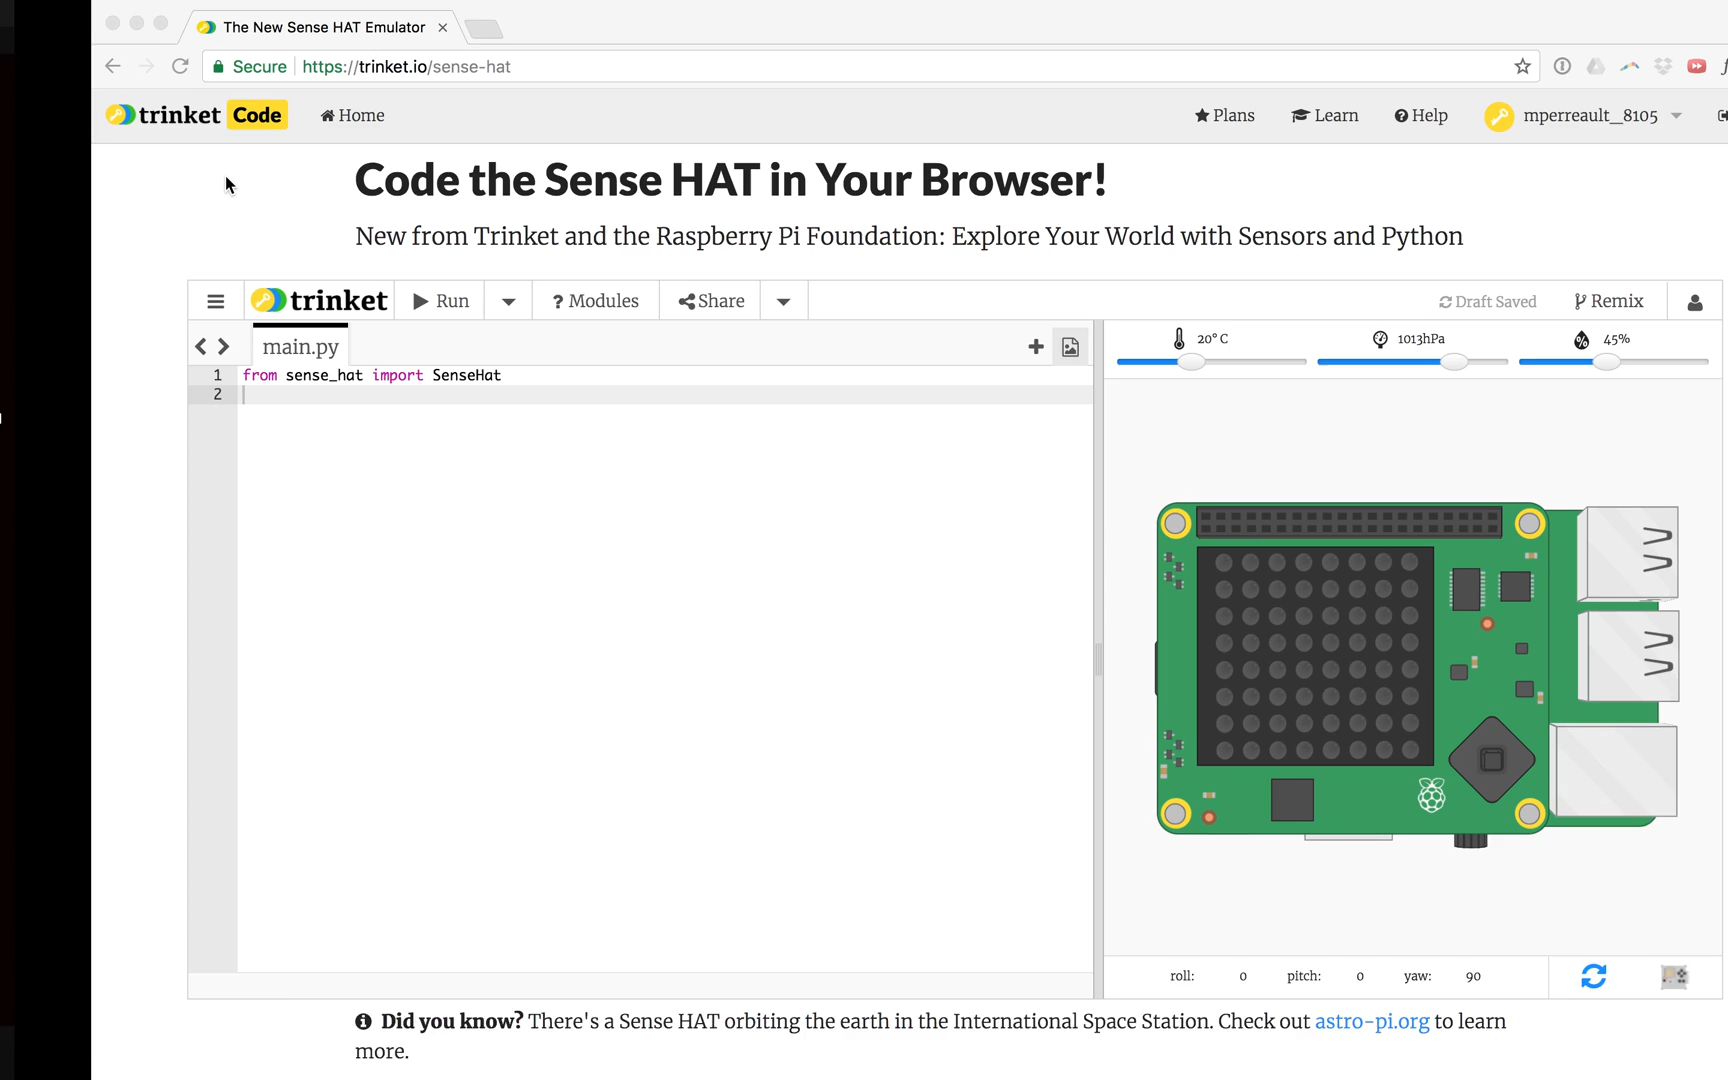 The New Sense HAT Emulator
Secure https://trinket.io/sense-hat
trinket Code Home Plans Learn Help mperreault_8105
Code the Sense HAT in Your Browser!
New from Trinket and the Raspberry Pi Foundation: Explore Your World with Sensors and Python
trinket Run ? Modules Share Draft Saved Remix
main.py
20°C 1013hPa 45%
1 from sense_hat import SenseHat
2
roll: 0 pitch: 0 yaw: 90
Did you know? There's a Sense HAT orbiting the earth in the International Space Station. Check out astro-pi.org to learn
more.